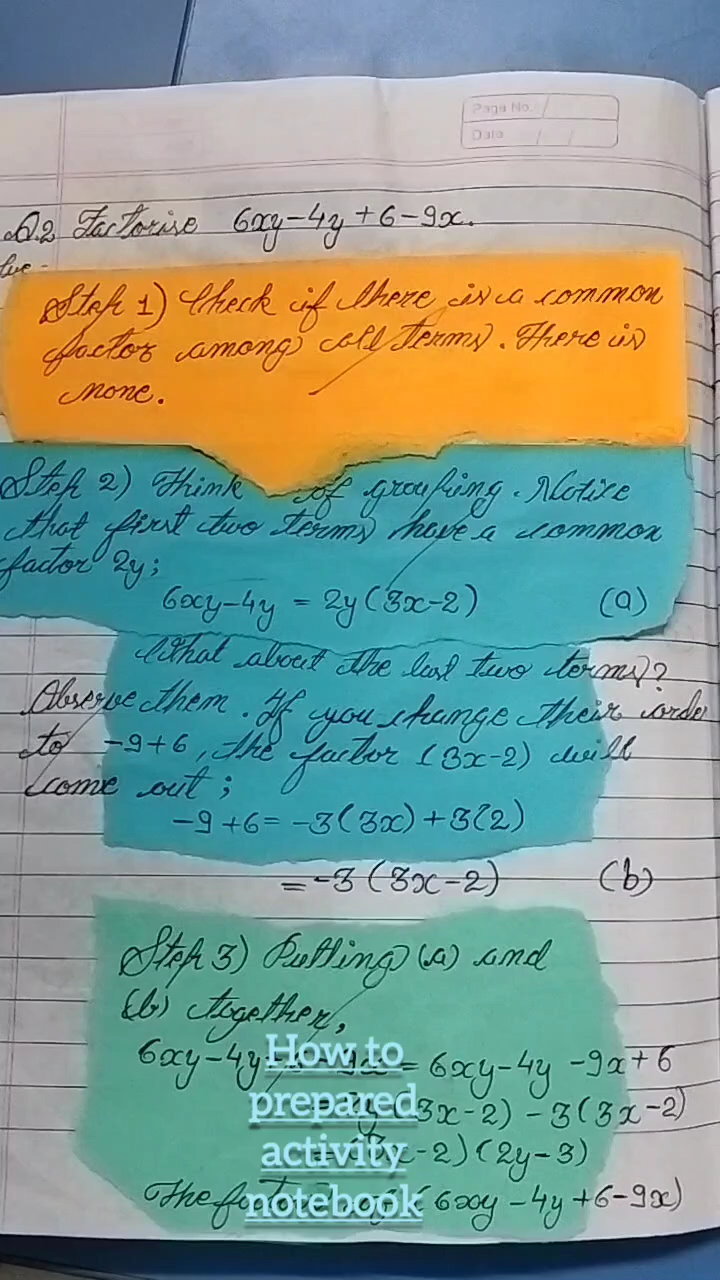 Page No.
Date
Q.2 Factorise 6xy-4y+6-9x.
Step 1) Check if there is a common
factor among all terms. There is
none.
Step 2) Think of grouping. Notice
that first two terms have a common
factor 2y;
6xy-4y = 2y(3x-2) (a)
What about the last two terms?
Observe them. If you change their order
to -9+6, the factor (3x-2) will
come out;
-9+6 = -3(3x)+3(2)
= -3(3x-2) (b)
Step 3) Putting (a) and
(b) together,
6xy-4y = 6xy-4y -9x+6
(3x-2) -3(3x-2)
-2)(2y-3)
The (6xy-4y+6-9x)
How to
prepared
activity
notebook